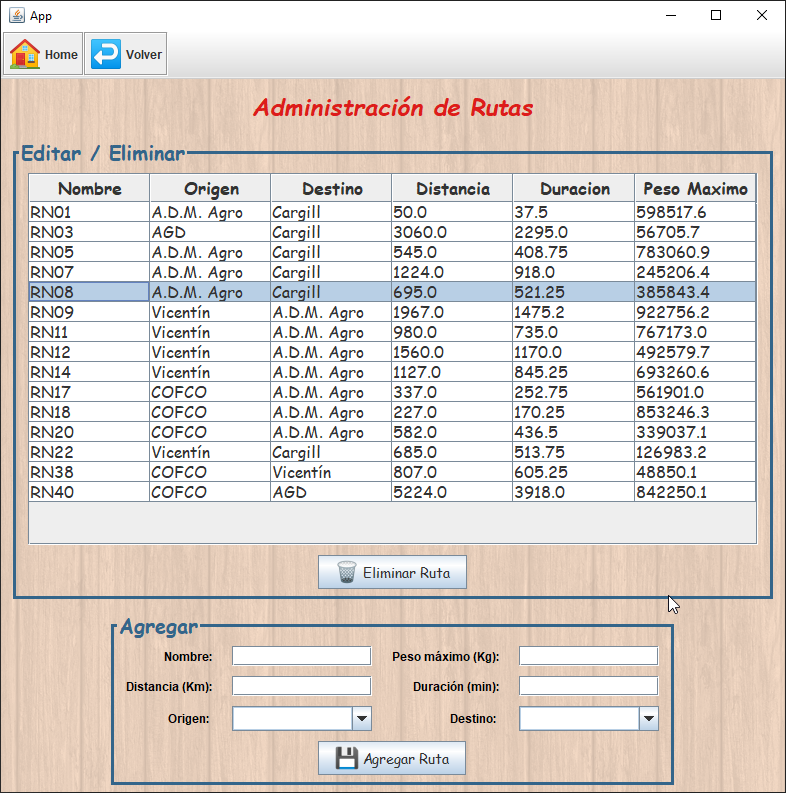 App
Home Volver
Administración de Rutas
Editar / Eliminar
Nombre Origen Destino Distancia Duracion Peso Maximo
RN01 A.D.M. Agro Cargill 50.0 37.5 598517.6
RN03 AGD Cargill 3060.0 2295.0 56705.7
RN05 A.D.M. Agro Cargill 545.0 408.75 783060.9
RN07 A.D.M. Agro Cargill 1224.0 918.0 245206.4
RN08 A.D.M. Agro Cargill 695.0 521.25 385843.4
RN09 Vicentín A.D.M. Agro 1967.0 1475.2 922756.2
RN11 Vicentín A.D.M. Agro 980.0 735.0 767173.0
RN12 Vicentín A.D.M. Agro 1560.0 1170.0 492579.7
RN14 Vicentín A.D.M. Agro 1127.0 845.25 693260.6
RN17 COFCO A.D.M. Agro 337.0 252.75 561901.0
RN18 COFCO A.D.M. Agro 227.0 170.25 853246.3
RN20 COFCO A.D.M. Agro 582.0 436.5 339037.1
RN22 Vicentín Cargill 685.0 513.75 126983.2
RN38 COFCO Vicentín 807.0 605.25 48850.1
RN40 COFCO AGD 5224.0 3918.0 842250.1
Eliminar Ruta
Agregar
Nombre: Peso máximo (Kg):
Distancia (Km): Duración (min):
Origen: Destino:
Agregar Ruta